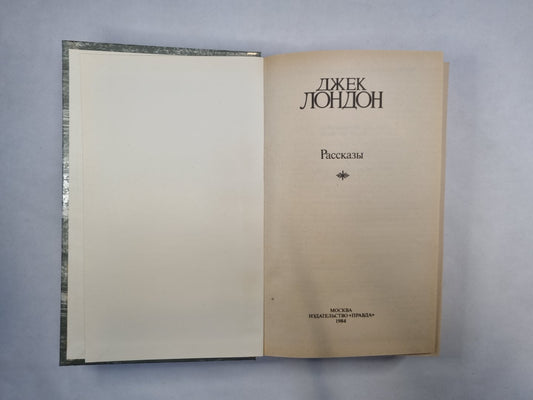 ДЖЕК
ЛОНДОН
Рассказы
МОСКВА
ИЗДАТЕЛЬСТВО «ПРАВДА»
1984